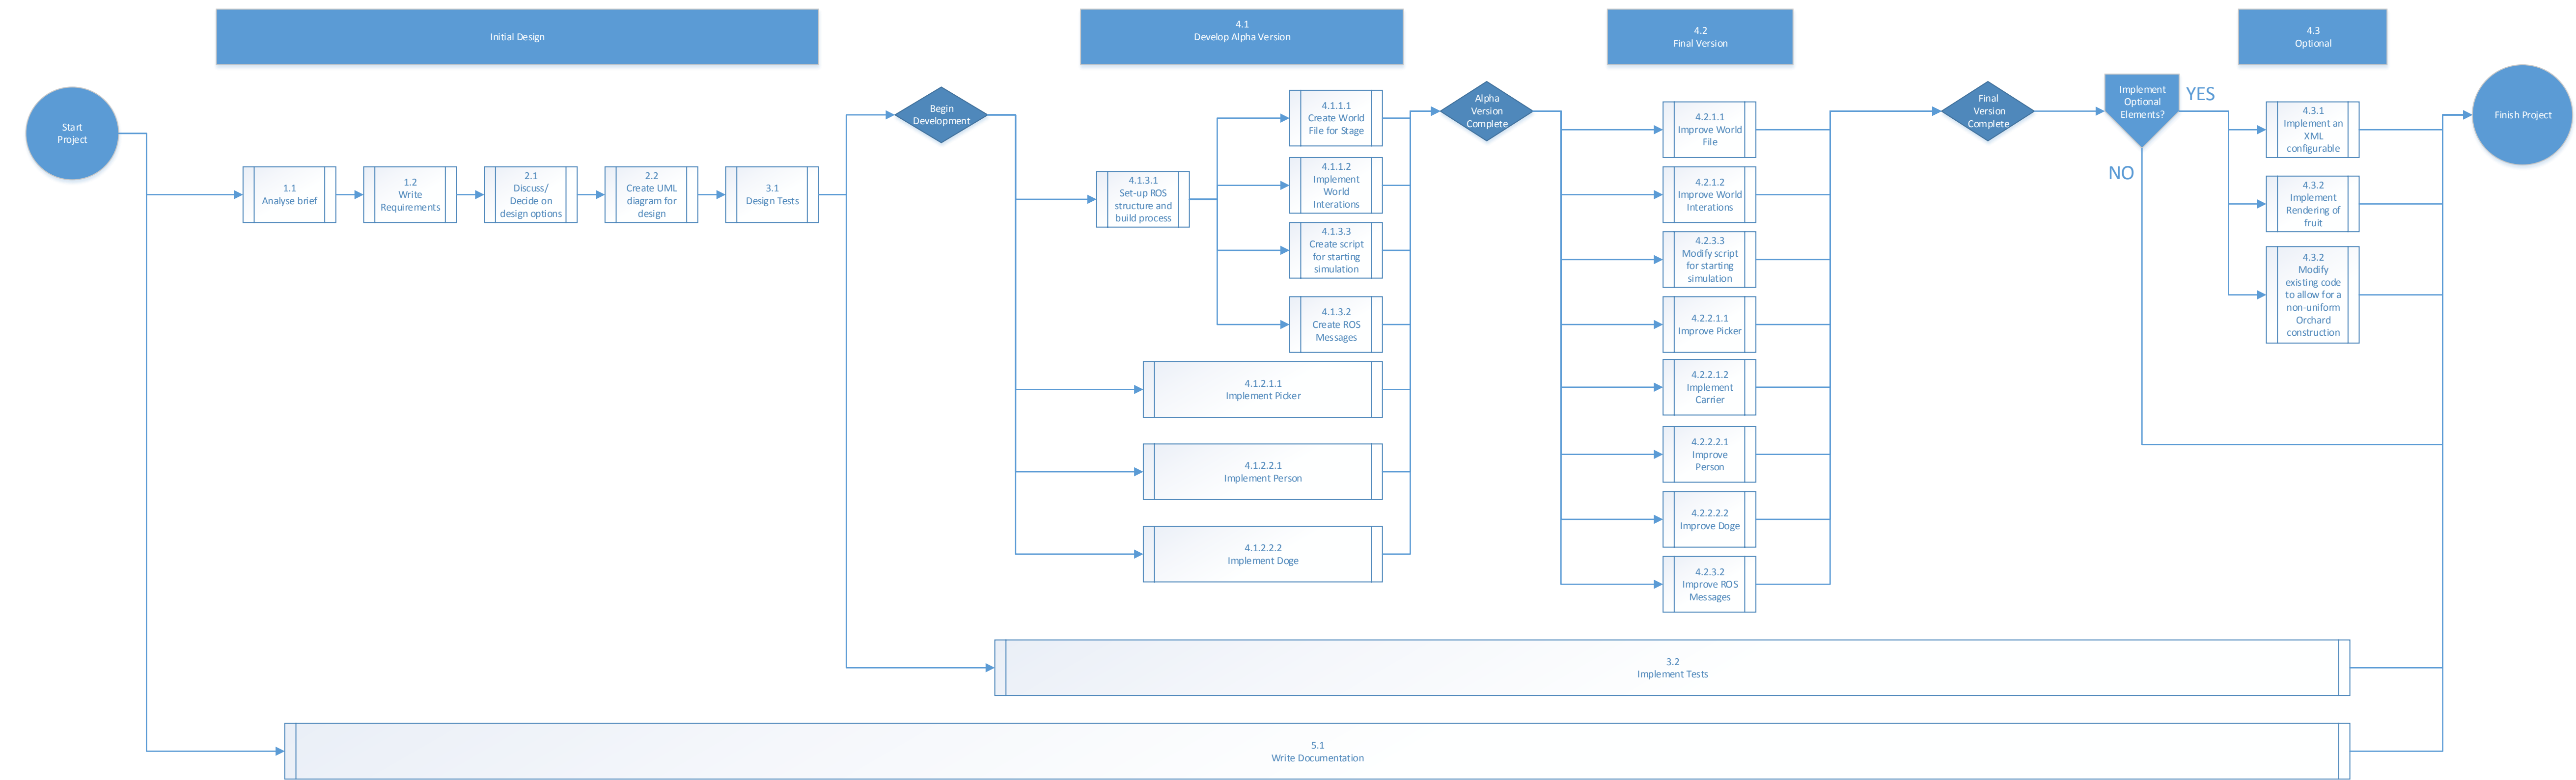 Initial Design
4.1
Develop Alpha Version
4.2
Final Version
4.3
Optional
Start
Project
1.1
Analyse brief
1.2
Write
Requirements
2.1
Discuss/
Decide on
design options
2.2
Create UML
diagram for
design
3.1
Design Tests
Begin
Development
4.1.3.1
Set-up ROS
structure and
build process
4.1.1.1
Create World
File for Stage
4.1.1.2
Implement
World
Interations
4.1.3.3
Create script
for starting
simulation
4.1.3.2
Create ROS
Messages
4.1.2.1.1
Implement Picker
4.1.2.2.1
Implement Person
4.1.2.2.2
Implement Doge
Alpha
Version
Complete
4.2.1.1
Improve World
File
4.2.1.2
Improve World
Interations
4.2.3.3
Modify script
for starting
simulation
4.2.2.1.1
Improve Picker
4.2.2.1.2
Implement
Carrier
4.2.2.2.1
Improve
Person
4.2.2.2.2
Improve Doge
4.2.3.2
Improve ROS
Messages
Final
Version
Complete
Implement
Optional
Elements?
YES
NO
4.3.1
Implement an
XML
configurable
4.3.2
Implement
Rendering of
fruit
4.3.2
Modify
existing code
to allow for a
non-uniform
Orchard
construction
Finish Project
3.2
Implement Tests
5.1
Write Documentation